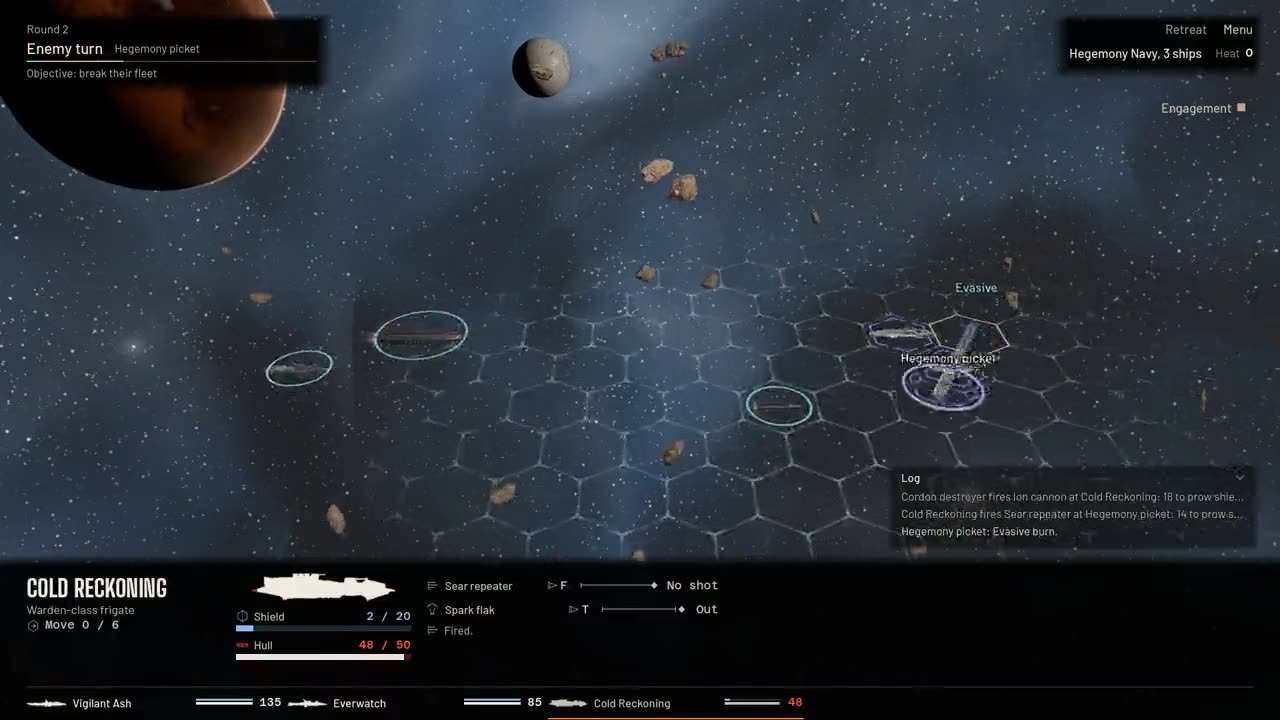 Round 2
Enemy turn Hegemony picket
Objective: break their fleet
Retreat Menu
Hegemony Navy, 3 ships Heat 0
Engagement
Evasive
Hegemony picket
Log
Cordon destroyer fires Ion cannon at Cold Reckoning: 18 to prow shie...
Cold Reckoning fires Sear repeater at Hegemony picket: 14 to prow s...
Hegemony picket: Evasive burn.
COLD RECKONING
Warden-class frigate
Move 0 / 6
Shield 2 / 20
Hull 48 / 50
Sear repeater F No shot
Spark flak T Out
Fired.
Vigilant Ash 135 Everwatch 85 Cold Reckoning 48